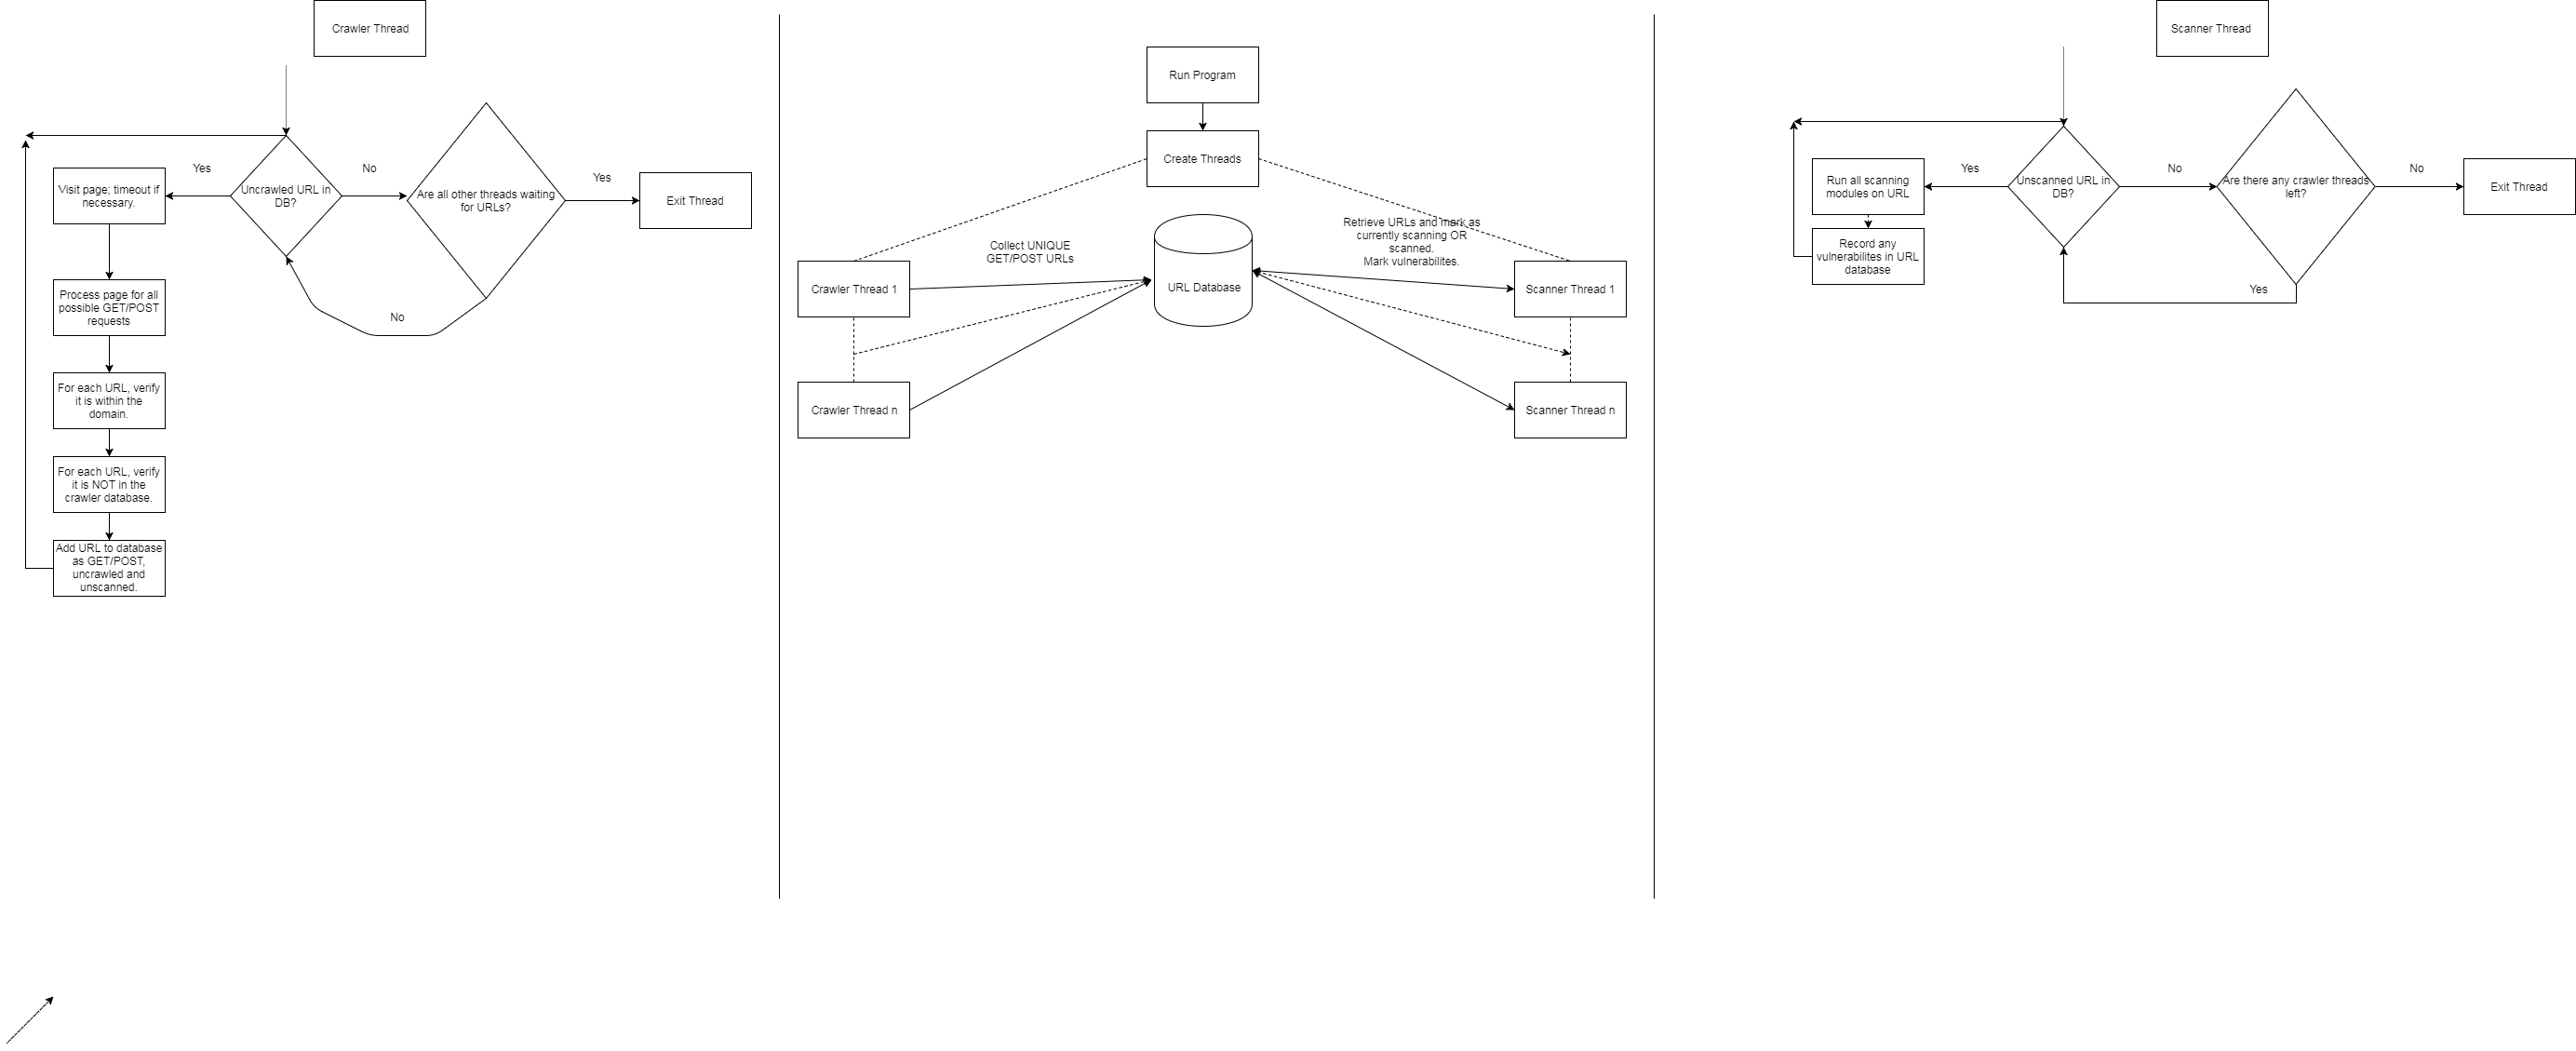 Crawler Thread
Uncrawled URL in
DB?
Yes
No
Visit page; timeout if
necessary.
Are all other threads waiting
for URLs?
Yes
Exit Thread
No
Process page for all
possible GET/POST
requests
For each URL, verify
it is within the
domain.
For each URL, verify
it is NOT in the
crawler database.
Add URL to database
as GET/POST,
uncrawled and
unscanned.
Run Program
Create Threads
Collect UNIQUE
GET/POST URLs
Retrieve URLs and mark as
currently scanning OR
scanned.
Mark vulnerabilites.
Crawler Thread 1
URL Database
Scanner Thread 1
Crawler Thread n
Scanner Thread n
Scanner Thread
Unscanned URL in
DB?
Yes
No
Run all scanning
modules on URL
Record any
vulnerabilites in URL
database
Are there any crawler threads
left?
No
Exit Thread
Yes